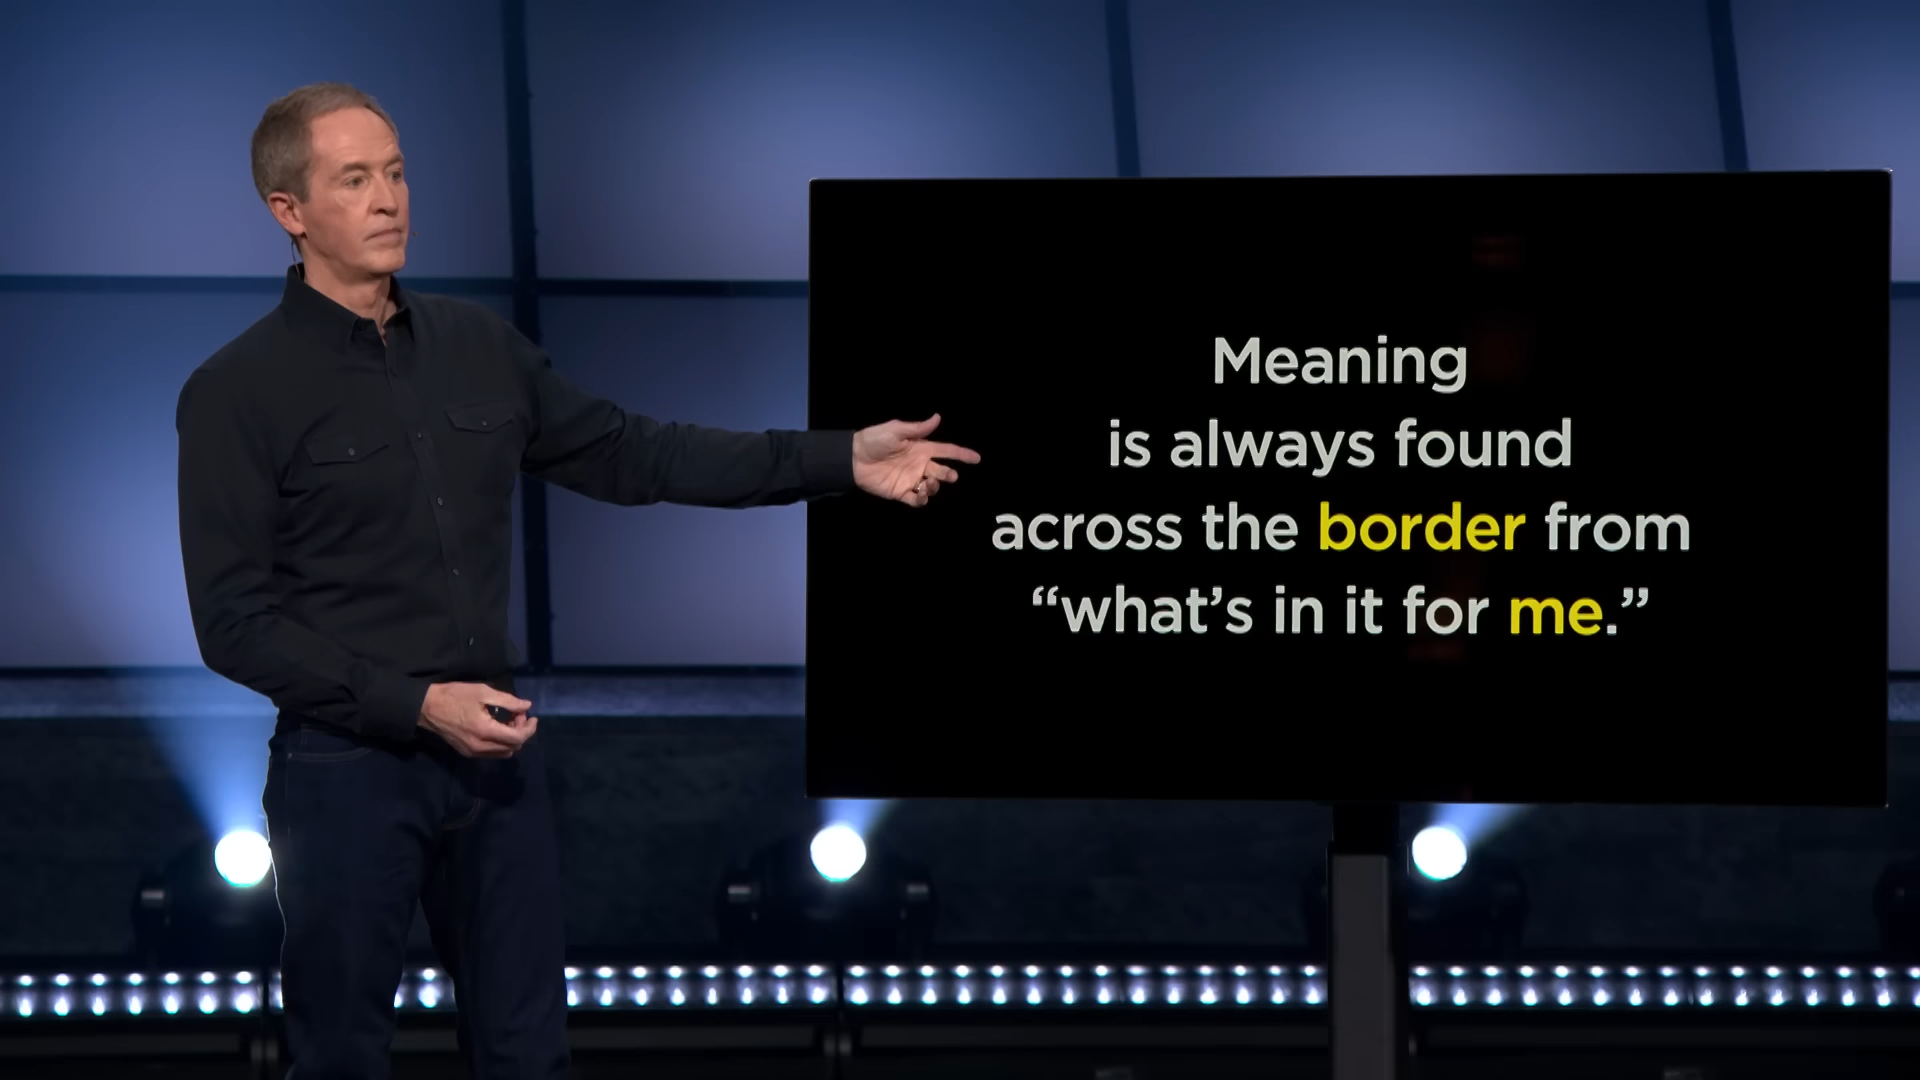 Meaning
is always found
across the border from
“what’s in it for me.”